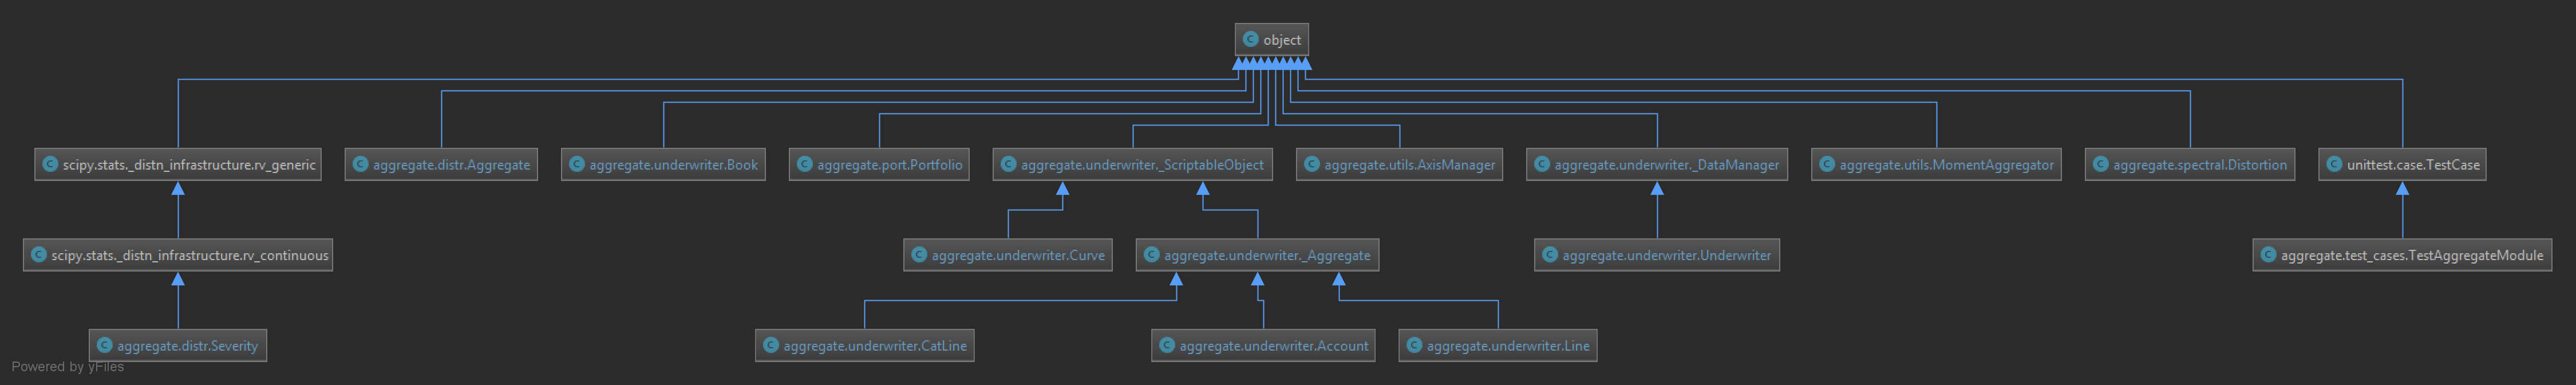 object
scipy.stats._distn_infrastructure.rv_generic
aggregate.distr.Aggregate
aggregate.underwriter.Book
aggregate.port.Portfolio
aggregate.underwriter._ScriptableObject
aggregate.utils.AxisManager
aggregate.underwriter._DataManager
aggregate.utils.MomentAggregator
aggregate.spectral.Distortion
unittest.case.TestCase
scipy.stats._distn_infrastructure.rv_continuous
aggregate.underwriter.Curve
aggregate.underwriter._Aggregate
aggregate.underwriter.Underwriter
aggregate.test_cases.TestAggregateModule
aggregate.distr.Severity
aggregate.underwriter.CatLine
aggregate.underwriter.Account
aggregate.underwriter.Line
Powered by yFiles